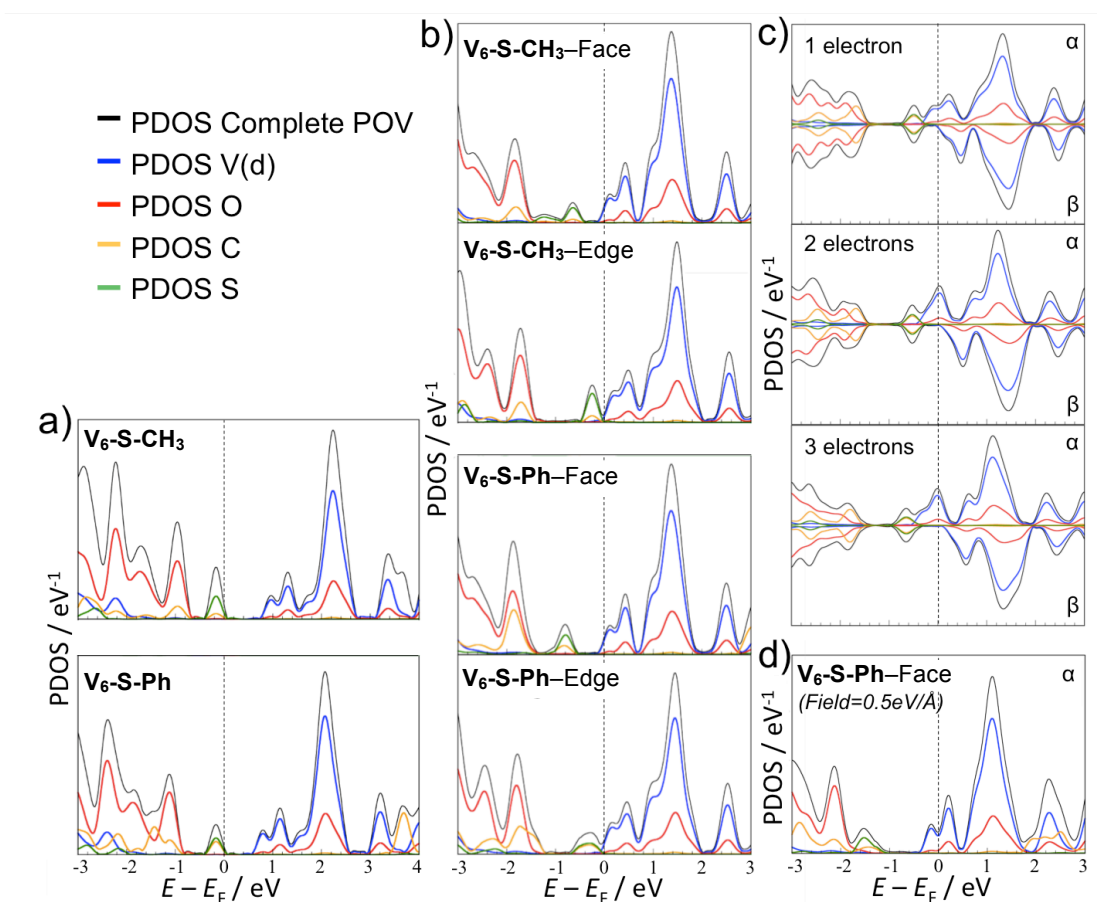 PDOS Complete POV
PDOS V(d)
PDOS O
PDOS C
PDOS S
a)
V₆-S-CH₃
V₆-S-Ph
PDOS / eV⁻¹
-3 -2 -1 0 1 2 3 4
E – E_F / eV
b)
V₆-S-CH₃–Face
V₆-S-CH₃–Edge
V₆-S-Ph–Face
V₆-S-Ph–Edge
PDOS / eV⁻¹
-3 -2 -1 0 1 2 3
E – E_F / eV
c)
1 electron
α
β
2 electrons
α
β
3 electrons
α
β
PDOS / eV⁻¹
d)
V₆-S-Ph–Face
α
(Field=0.5eV/Å)
PDOS / eV⁻¹
-3 -2 -1 0 1 2 3
E – E_F / eV